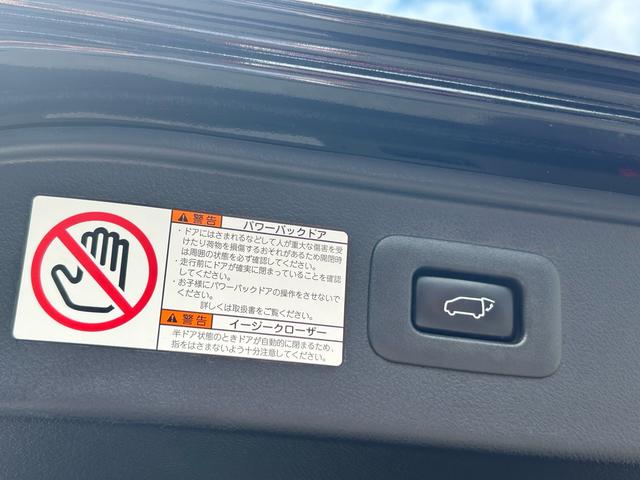 警告 パワーバックドア
・ドアにはさまれるなどして人が重大な傷害を受
けたり荷物を損傷するおそれがあるため開閉時
は周囲の状態を必ず確認してください。
・走行前にドアが確実に閉まっていることを確認
してください。
・お子様にパワーバックドアの操作をさせないで
ください。
詳しくは取扱書をご覧ください。
警告 イージークローザー
半ドア状態のときドアが自動的に閉まるため、
指をはさまないよう十分注意してください。